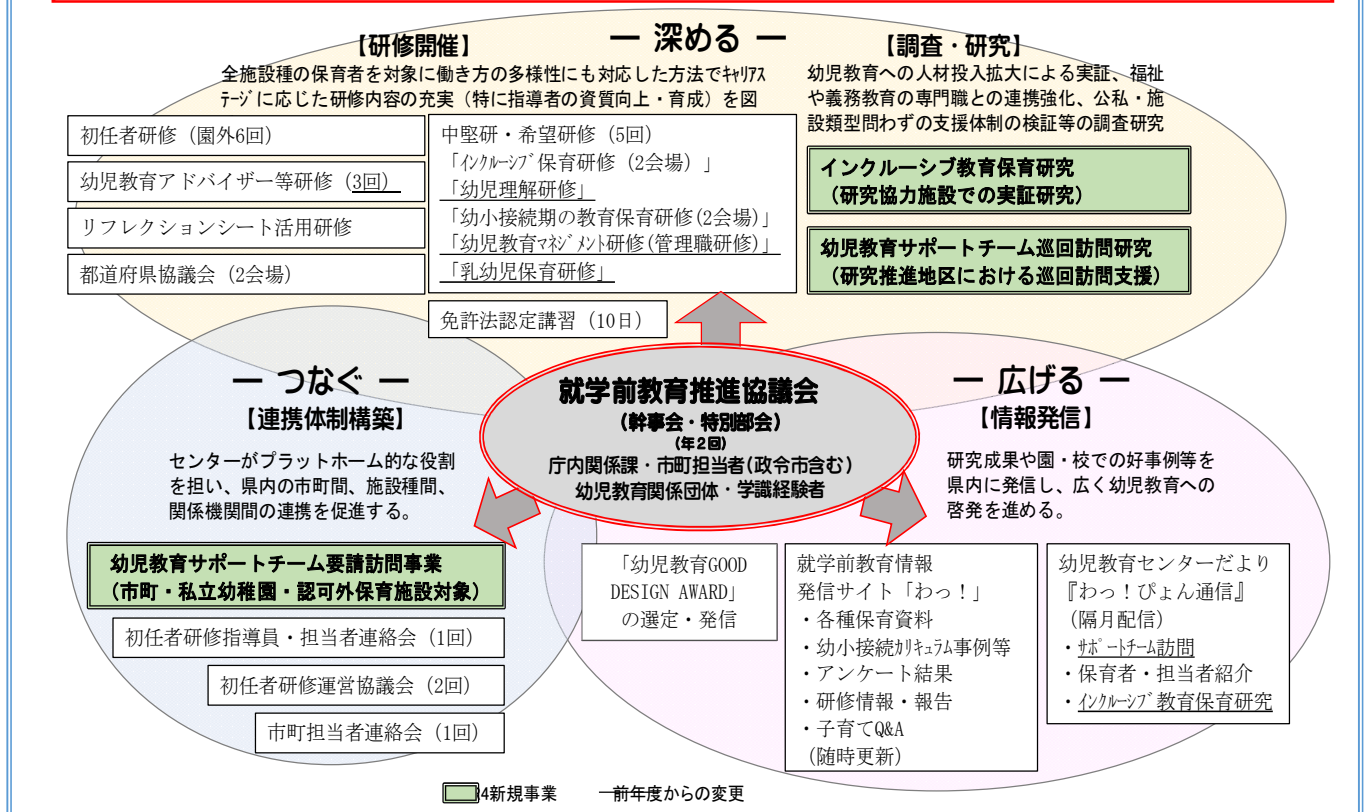 ― 深める ―
【研修開催】
全施設種の保育者を対象に働き方の多様性にも対応した方法でｷｬﾘｱｽ
ﾃｰｼﾞに応じた研修内容の充実（特に指導者の資質向上・育成）を図
【調査・研究】
幼児教育への人材投入拡大による実証、福祉
や義務教育の専門職との連携強化、公私・施
設類型問わずの支援体制の検証等の調査研究
初任者研修（園外6回）
幼児教育アドバイザー等研修（3回）
リフレクションシート活用研修
都道府県協議会（2会場）
中堅研・希望研修（5回）
「ｲﾝｸﾙｰｼﾌﾞ保育研修（2会場）」
「幼児理解研修」
「幼小接続期の教育保育研修(2会場)」
「幼児教育ﾏﾈｼﾞﾒﾝﾄ研修(管理職研修)」
「乳幼児保育研修」
免許法認定講習（10日）
インクルーシブ教育保育研究
（研究協力施設での実証研究）
幼児教育サポートチーム巡回訪問研究
（研究推進地区における巡回訪問支援）
就学前教育推進協議会
(幹事会・特別部会)
(年2回)
庁内関係課・市町担当者(政令市含む)
幼児教育関係団体・学識経験者
― つなぐ ―
【連携体制構築】
センターがプラットホーム的な役割
を担い、県内の市町間、施設種間、
関係機関間の連携を促進する。
幼児教育サポートチーム要請訪問事業
（市町・私立幼稚園・認可外保育施設対象）
初任者研修指導員・担当者連絡会（1回）
初任者研修運営協議会（2回）
市町担当者連絡会（1回）
― 広げる ―
【情報発信】
研究成果や園・校での好事例等を
県内に発信し、広く幼児教育への
啓発を進める。
「幼児教育GOOD
DESIGN AWARD」
の選定・発信
就学前教育情報
発信サイト「わっ！」
・各種保育資料
・幼小接続ｶﾘｷｭﾗﾑ事例等
・アンケート結果
・研修情報・報告
・子育てQ&A
(随時更新)
幼児教育センターだより
『わっ！ぴょん通信』
(隔月配信)
・ｻﾎﾟｰﾄﾁｰﾑ訪問
・保育者・担当者紹介
・ｲﾝｸﾙｰｼﾌﾞ教育保育研究
4新規事業
前年度からの変更